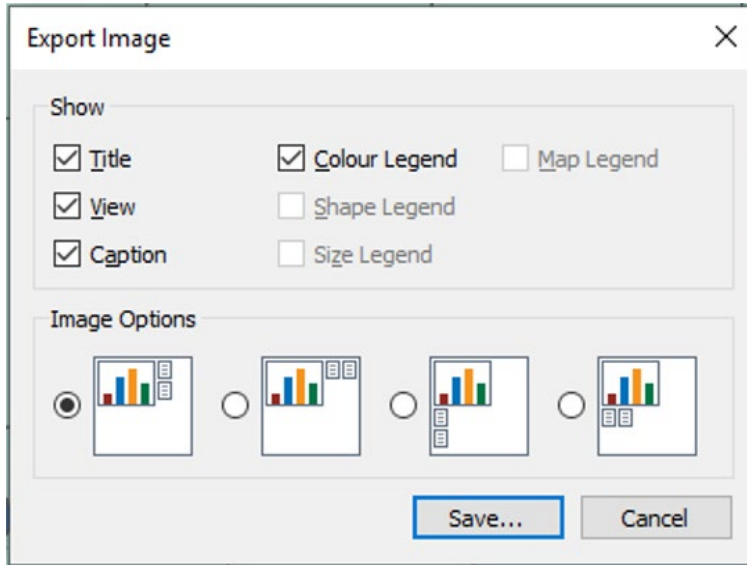 Export Image
Show
Title
Colour Legend
Map Legend
View
Shape Legend
Caption
Size Legend
Image Options
Save...
Cancel